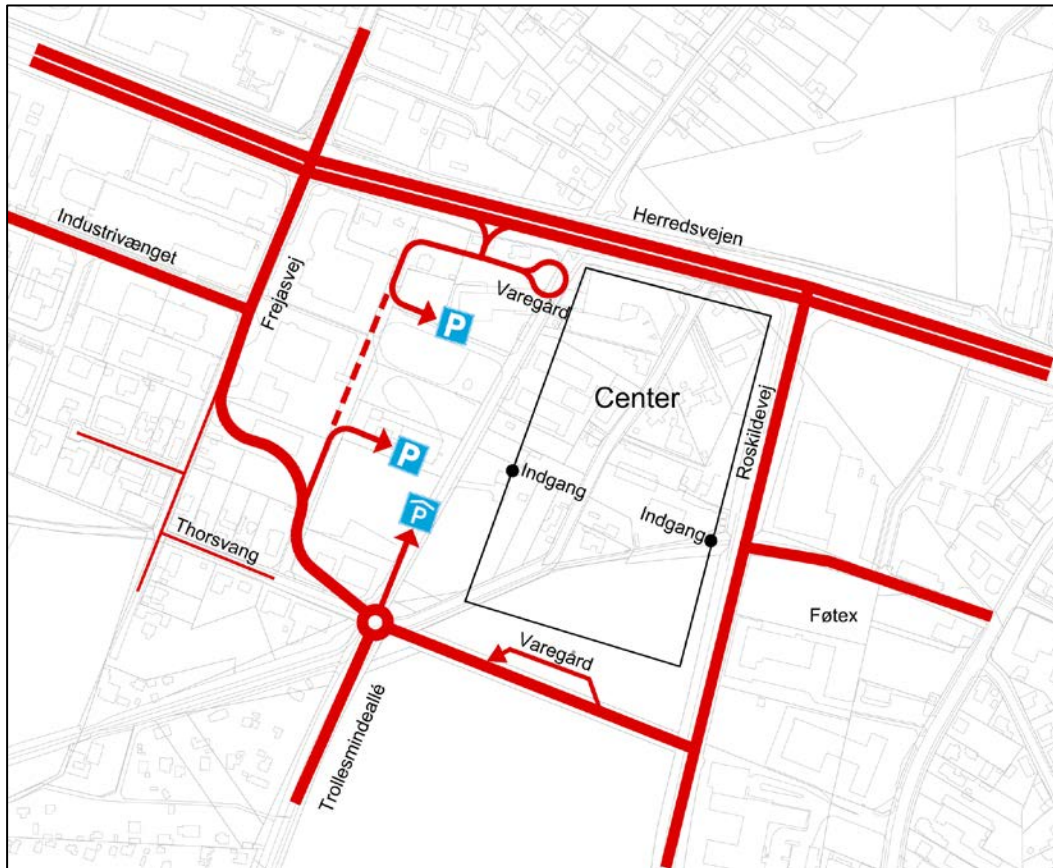 Herredsvejen
Industrivænget
Frejasvej
Varegård
P
Center
Roskildevej
P
Indgang
P
Indgang
Thorsvang
Føtex
Varegård
Trollesmindeallé